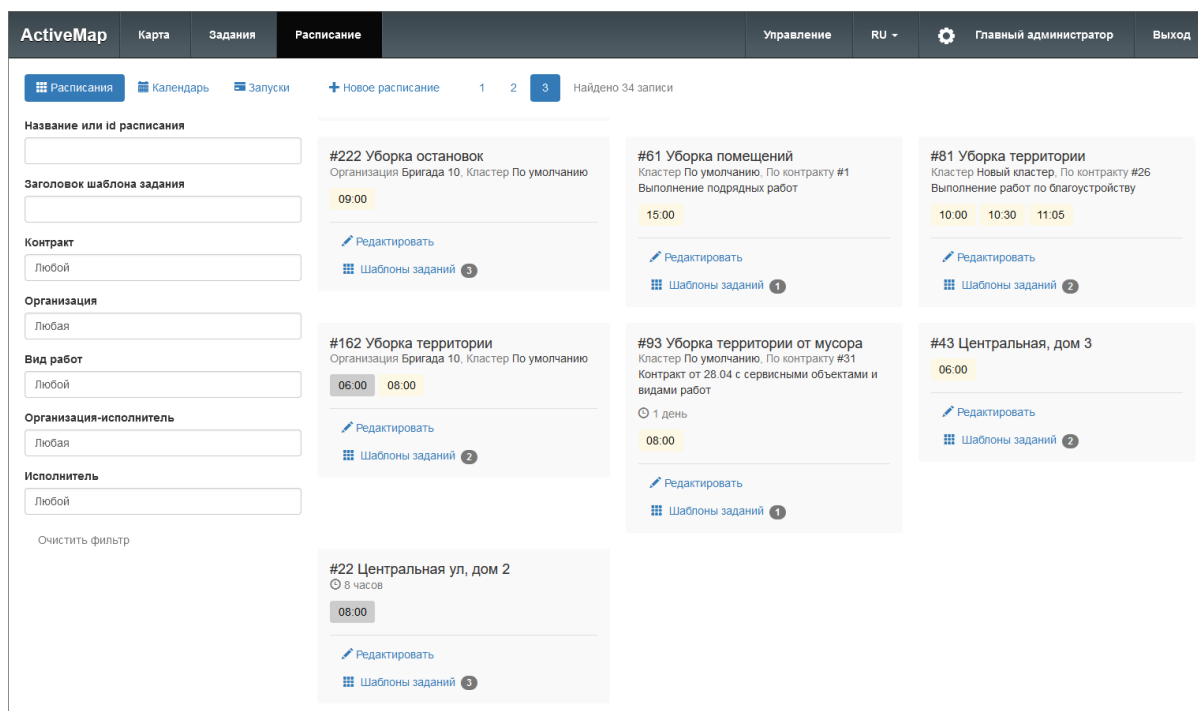 ActiveMap Карта Задания Расписание Управление RU Главный администратор Выход
Расписания Календарь Запуски Новое расписание 1 2 3 Найдено 34 записи
Название или id расписания
Заголовок шаблона задания
Контракт
Любой
Организация
Любая
Вид работ
Любой
Организация-исполнитель
Любая
Исполнитель
Любой
Очистить фильтр
#222 Уборка остановок
Организация Бригада 10, Кластер По умолчанию
09:00
Редактировать
Шаблоны заданий 3
#61 Уборка помещений
Кластер По умолчанию, По контракту #1
Выполнение подрядных работ
15:00
Редактировать
Шаблоны заданий 1
#81 Уборка территории
Кластер Новый кластер, По контракту #26
Выполнение работ по благоустройству
10:00 10:30 11:05
Редактировать
Шаблоны заданий 2
#162 Уборка территории
Организация Бригада 10, Кластер По умолчанию
06:00 08:00
Редактировать
Шаблоны заданий 2
#93 Уборка территории от мусора
Кластер По умолчанию, По контракту #31
Контракт от 28.04 с сервисными объектами и
видами работ
1 день
08:00
Редактировать
Шаблоны заданий 1
#43 Центральная, дом 3
06:00
Редактировать
Шаблоны заданий 2
#22 Центральная ул, дом 2
8 часов
08:00
Редактировать
Шаблоны заданий 3